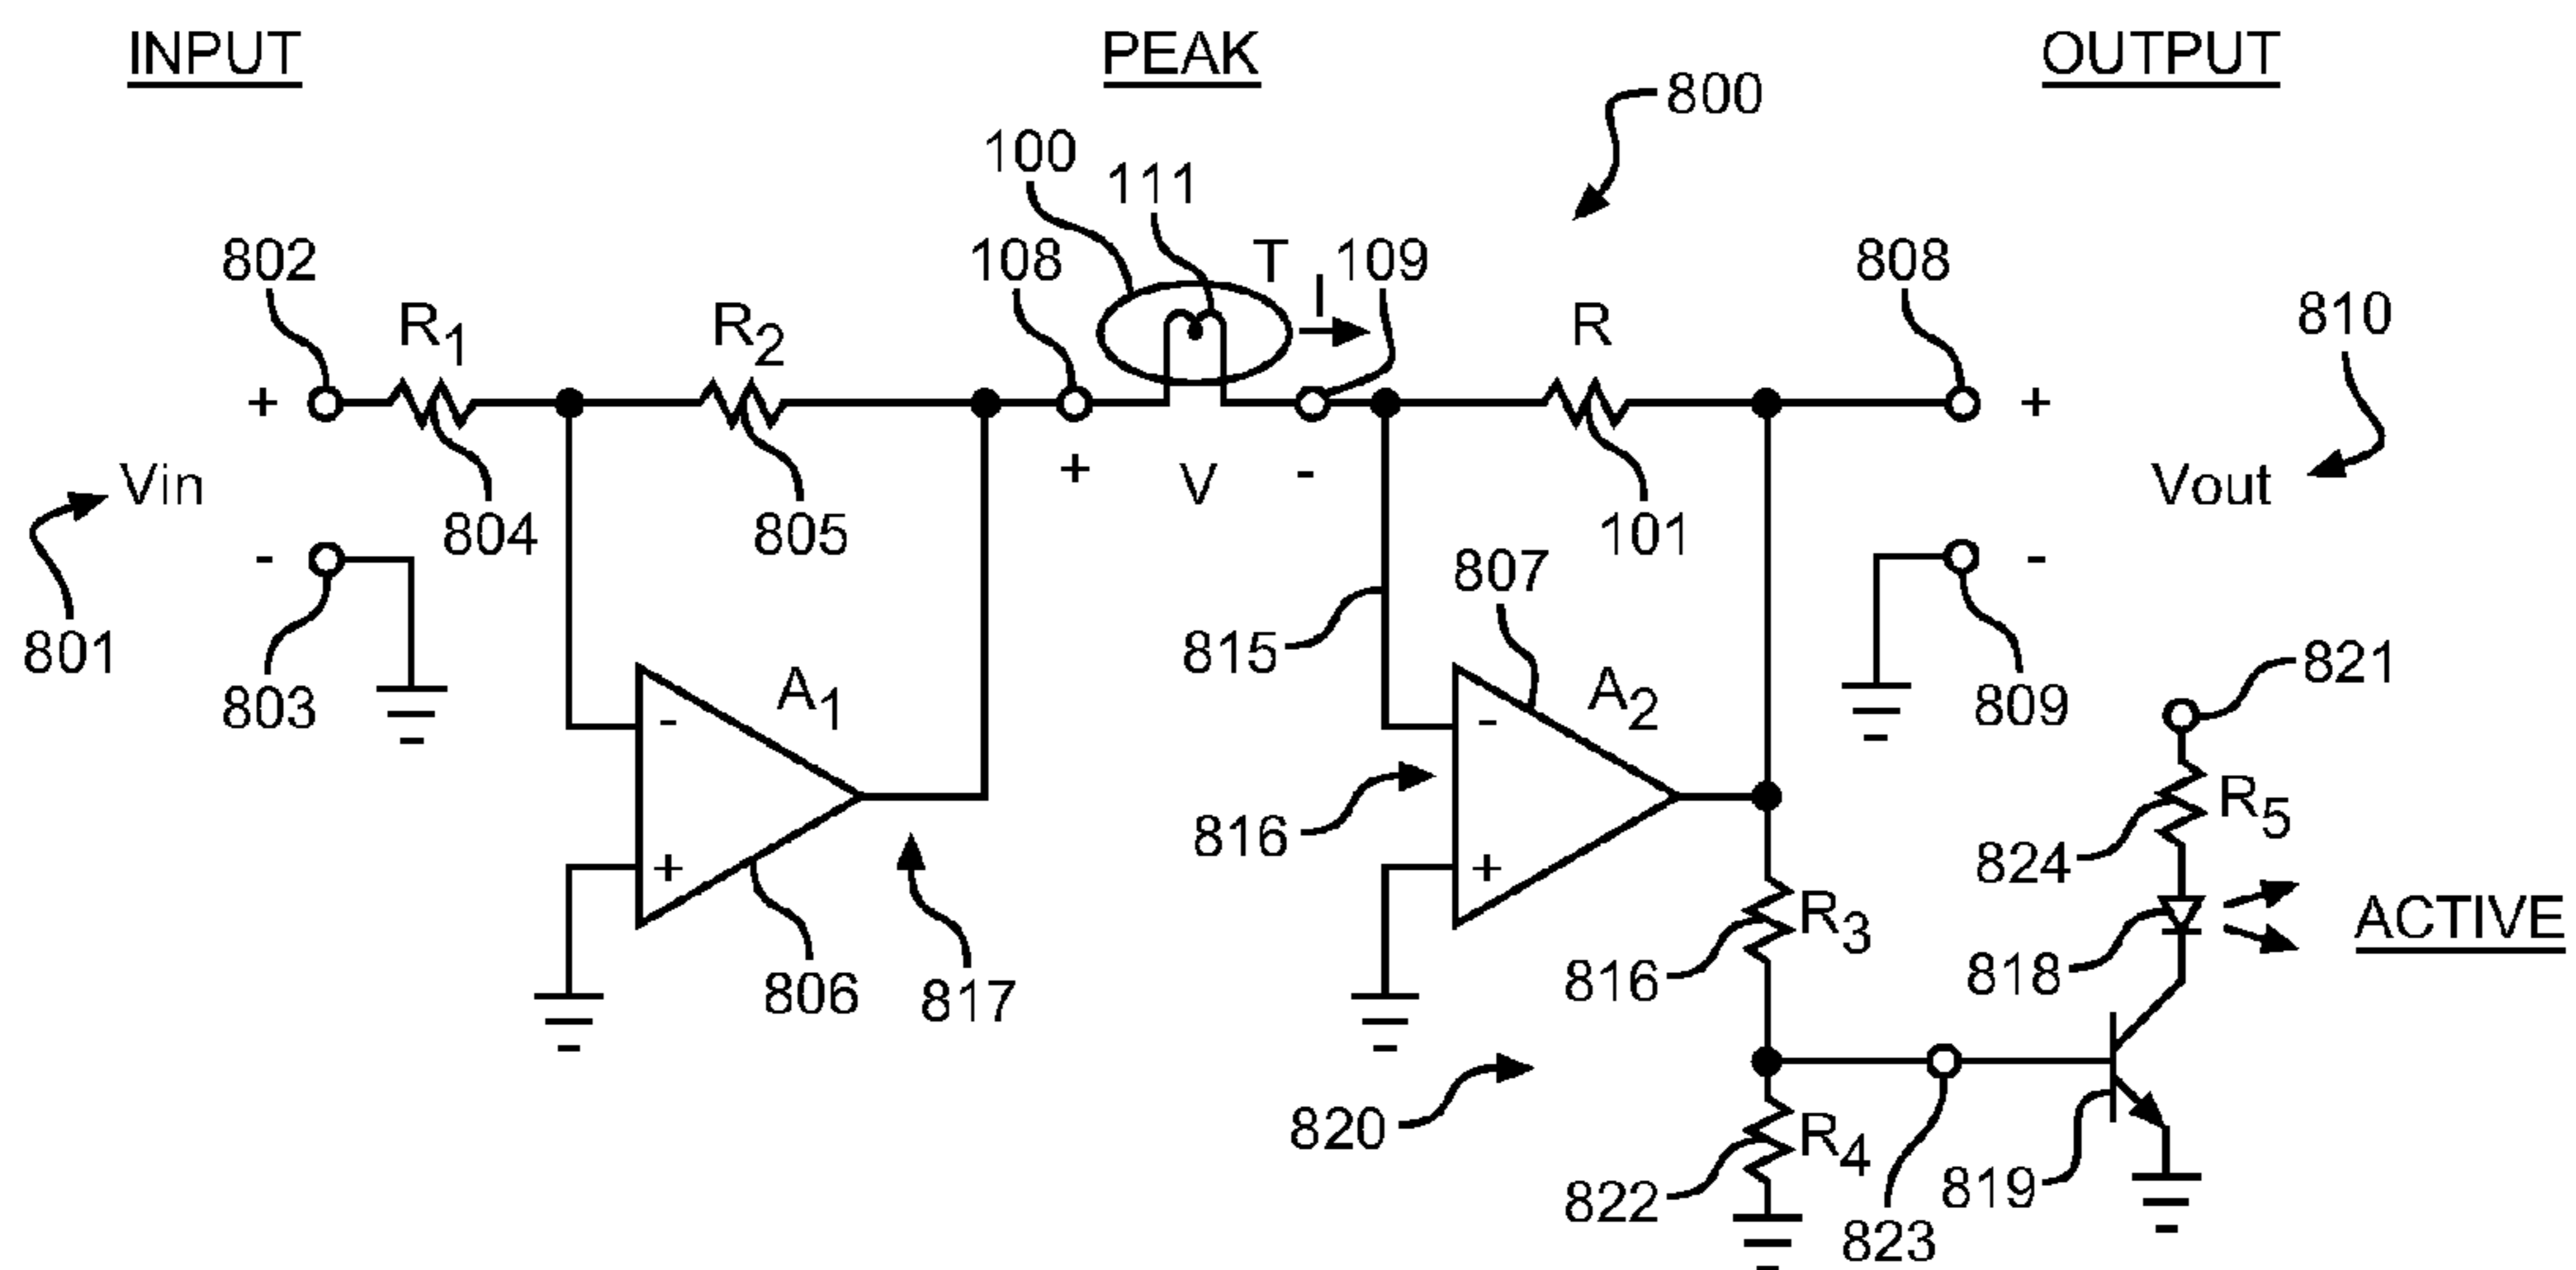 INPUT PEAK OUTPUT
800
100
111
802 108 T I 109 808
R1 R2 R 810
+ +
Vin + V - Vout
804 805 101
- 807 -
801 803 815 809 821
A1 A2
- -
816 R5
+ + 824
R3 ACTIVE
806 817 816 818
820 R4
822 823 819